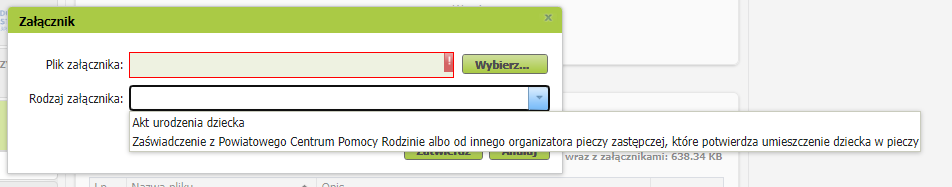 Załącznik
Plik załącznika:
Wybierz...
Rodzaj załącznika:
Akt urodzenia dziecka
Zaświadczenie z Powiatowego Centrum Pomocy Rodzinie albo od innego organizatora pieczy zastępczej, które potwierdza umieszczenie dziecka w pieczy
Zatwierdź Anuluj
wraz z załącznikami: 638.34 KB
Lp. Nazwa pliku Opis